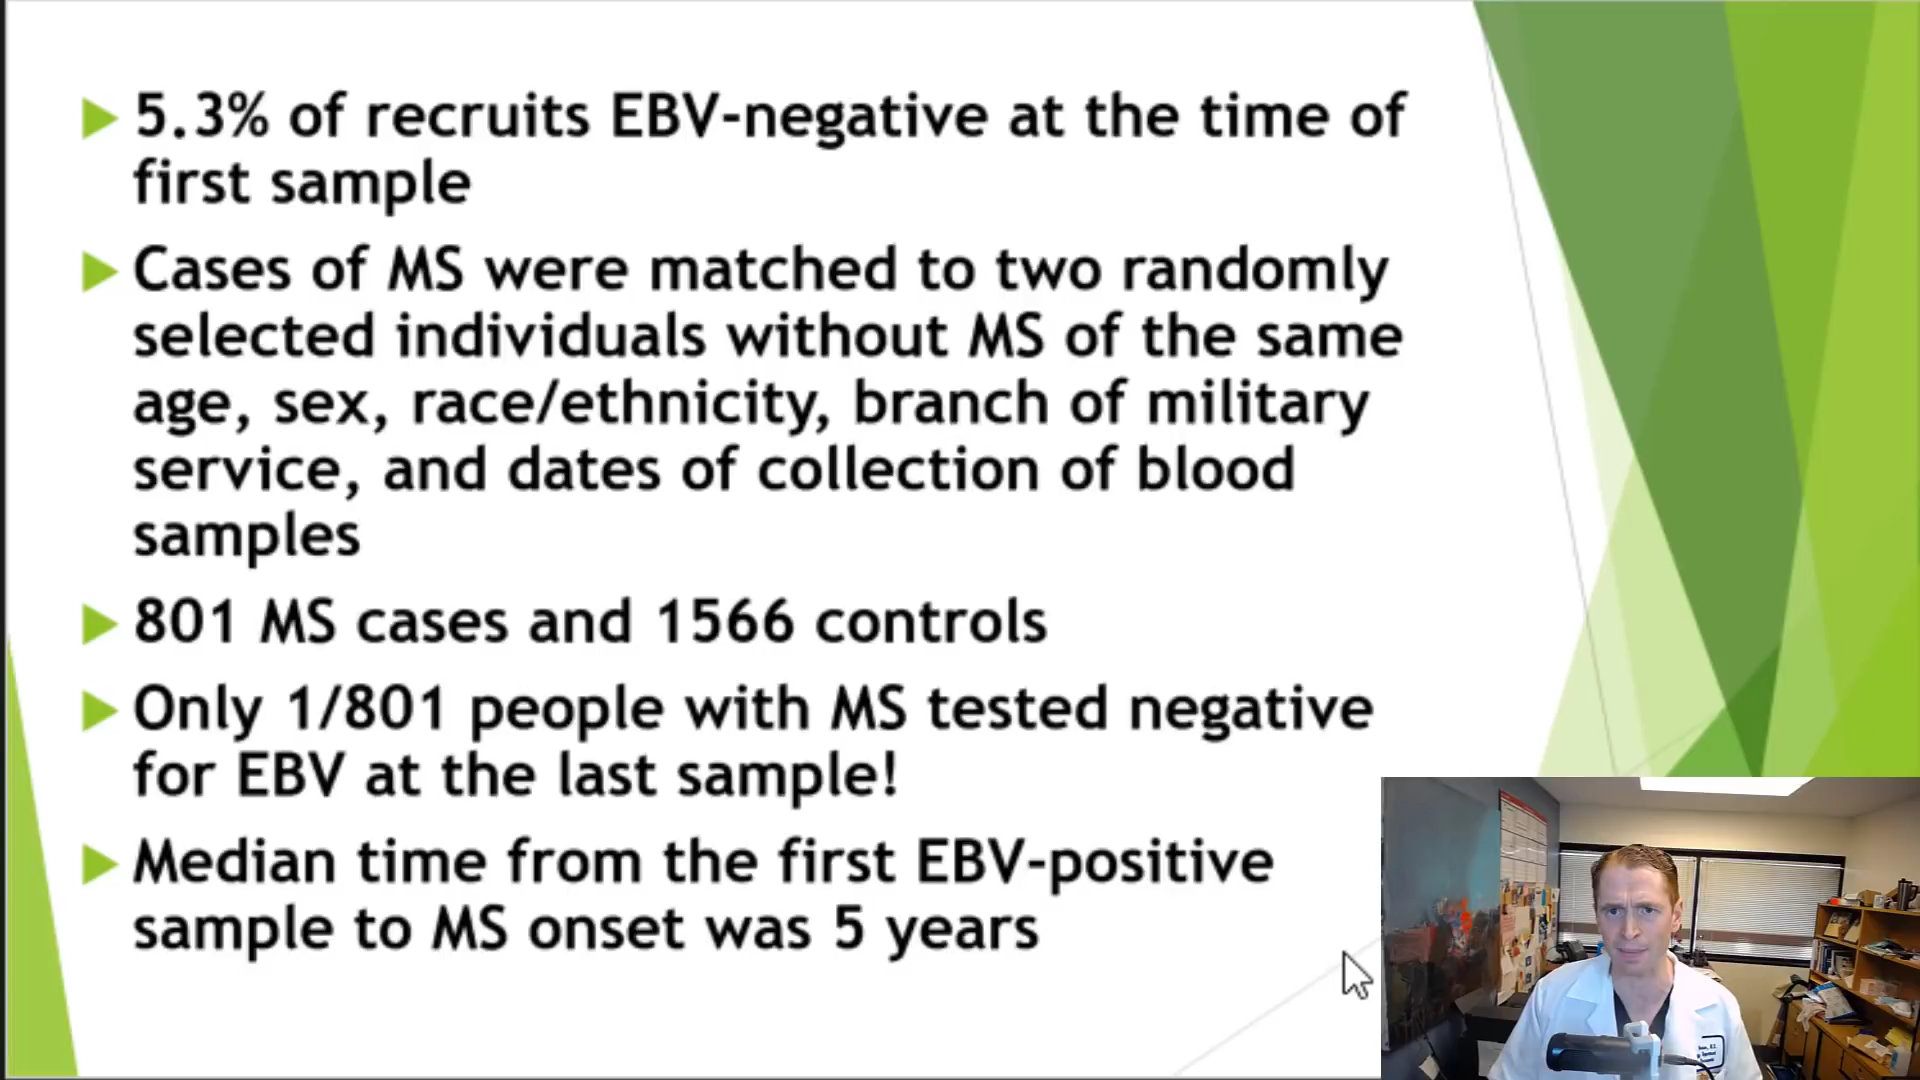 5.3% of recruits EBV-negative at the time of
first sample
Cases of MS were matched to two randomly
selected individuals without MS of the same
age, sex, race/ethnicity, branch of military
service, and dates of collection of blood
samples
801 MS cases and 1566 controls
Only 1/801 people with MS tested negative
for EBV at the last sample!
Median time from the first EBV-positive
sample to MS onset was 5 years